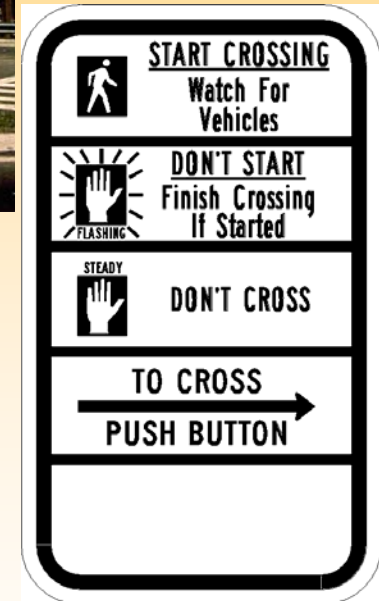 START CROSSING
Watch For
Vehicles
DON'T START
Finish Crossing
If Started
FLASHING
STEADY
DON'T CROSS
TO CROSS
PUSH BUTTON